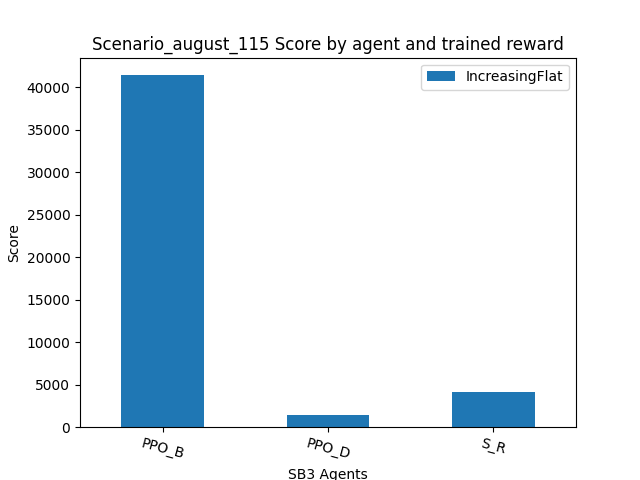 Scenario_august_115 Score by agent and trained reward
IncreasingFlat
Score
40000
35000
30000
25000
20000
15000
10000
5000
0
PPO_B
PPO_D
S_R
SB3 Agents